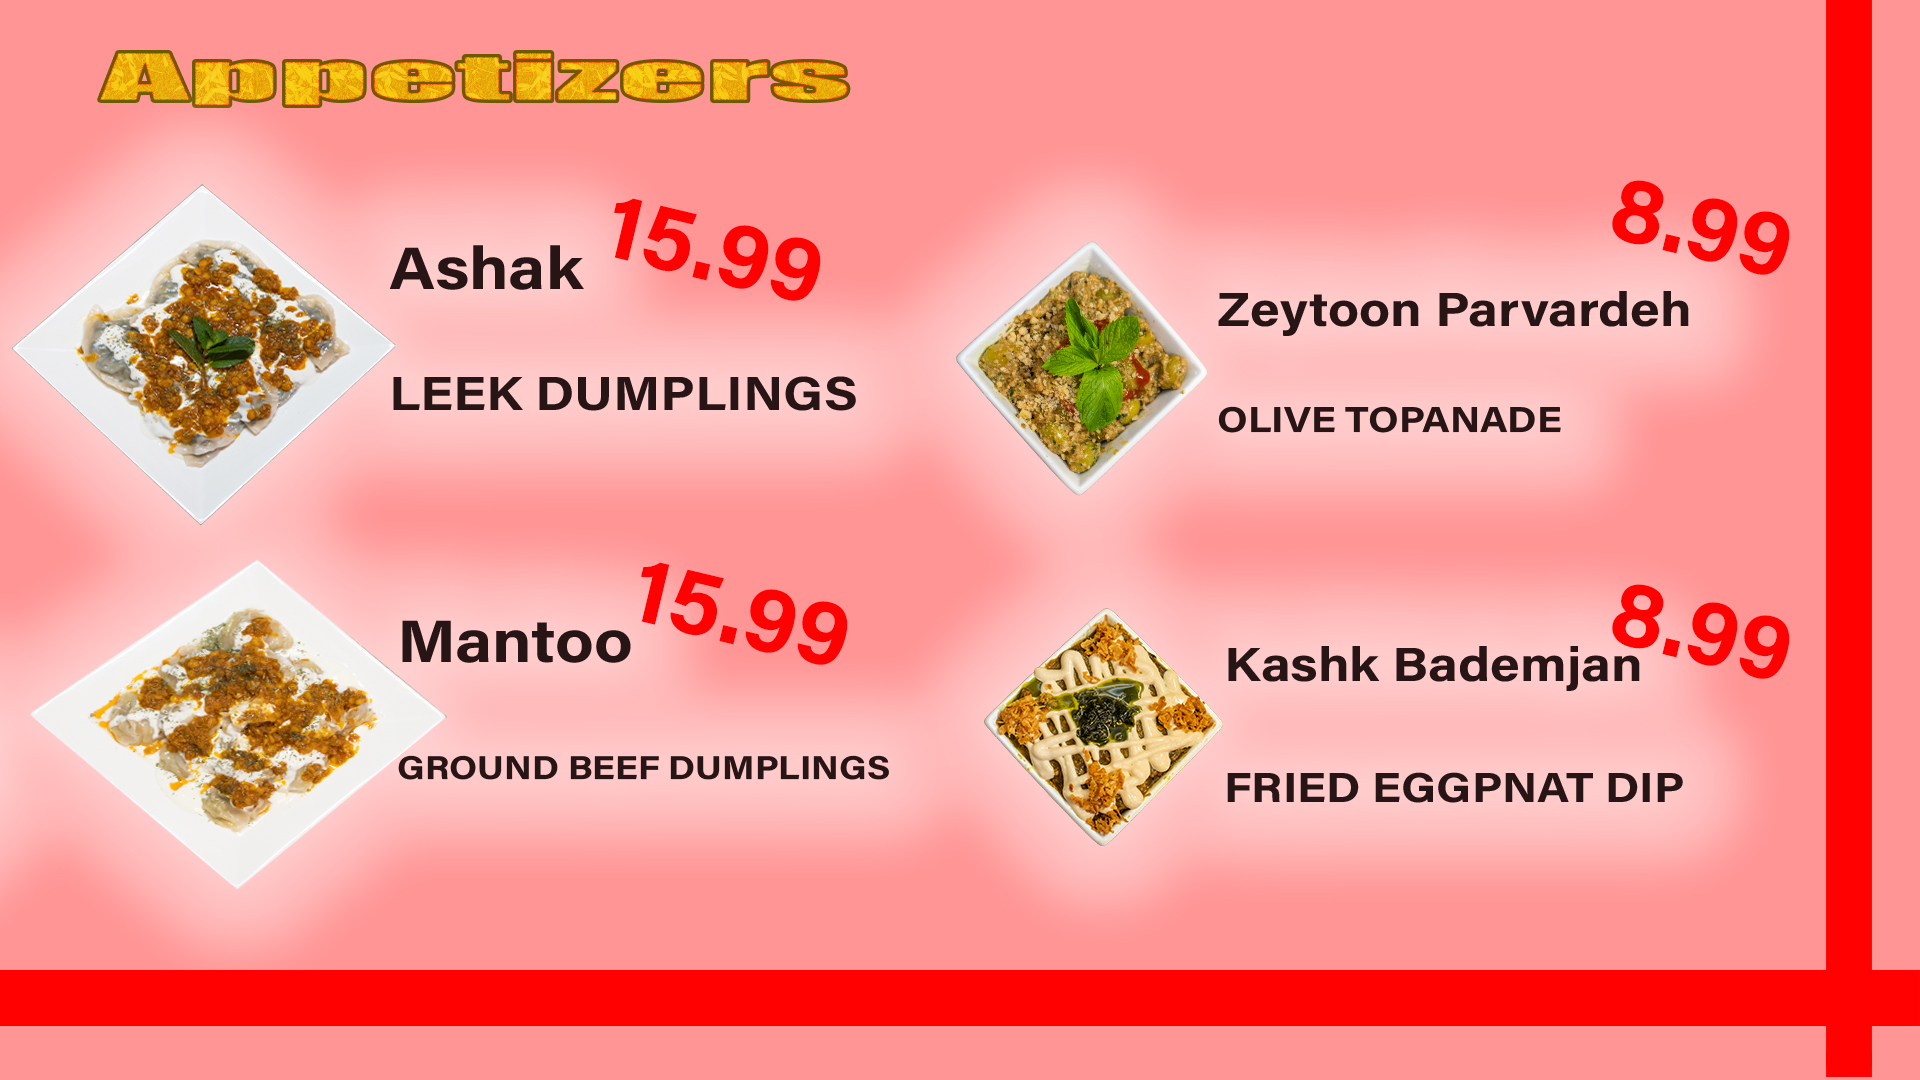 Appetizers
Ashak 15.99
LEEK DUMPLINGS
Mantoo 15.99
GROUND BEEF DUMPLINGS
8.99
Zeytoon Parvardeh
OLIVE TOPANADE
8.99
Kashk Bademjan
FRIED EGGPNAT DIP